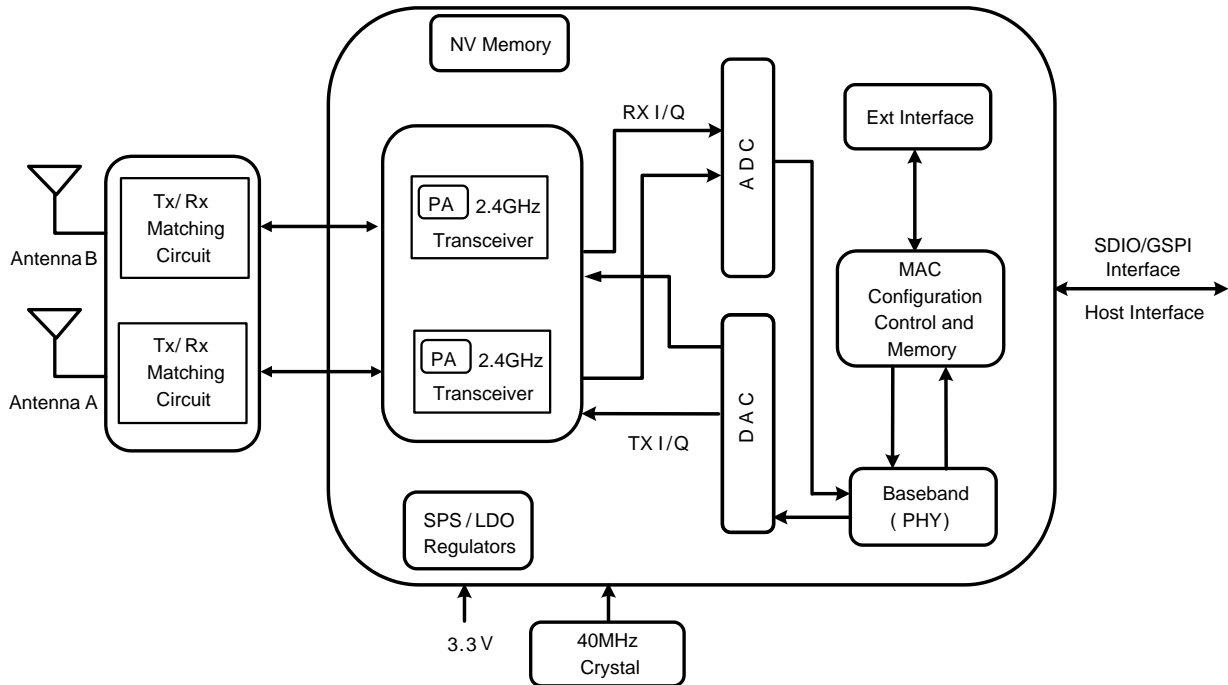 NV Memory
RX I/Q
ADC
Ext Interface
Tx/Rx
Matching
Circuit
Antenna B
PA 2.4GHz
Transceiver
MAC
Configuration
Control and
Memory
SDIO/GSPI
Interface
Host Interface
Tx/Rx
Matching
Circuit
Antenna A
PA 2.4GHz
Transceiver
DAC
TX I/Q
Baseband
( PHY)
SPS / LDO
Regulators
3.3 V
40MHz
Crystal